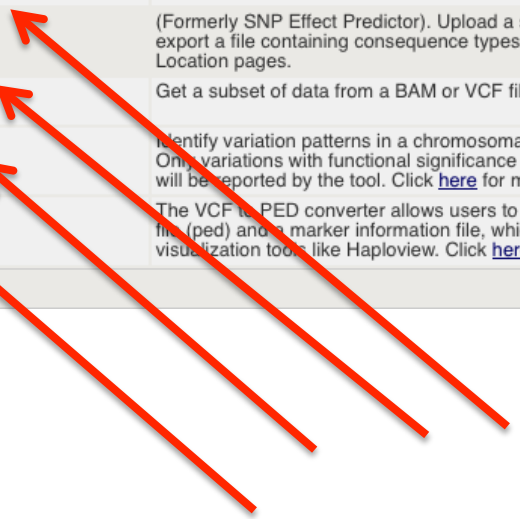 (Formerly SNP Effect Predictor). Upload a
export a file containing consequence types
Location pages.
Get a subset of data from a BAM or VCF
Identify variation patterns in a chromosoma
Only variations with functional significance
will be reported by the tool. Click here for
The VCF to PED converter allows users to
file (ped) and a marker information file,
visualization tools like Haploview. Click